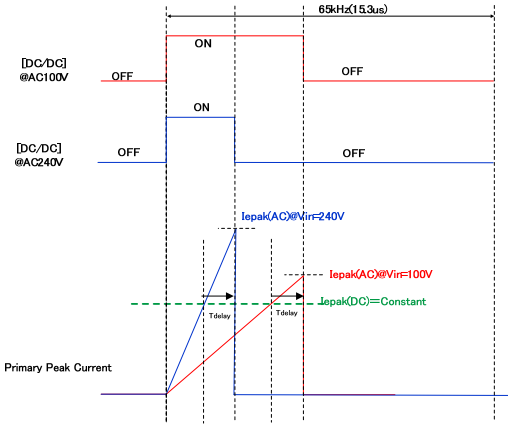 65kHz(15.3us)
[DC/DC]
@AC100V
OFF
ON
OFF
[DC/DC]
@AC240V
OFF
ON
OFF
Iepak(AC)@Vin=240V
Iepak(AC)@Vin=100V
Iepak(DC)=Constant
Tdelay
Tdelay
Primary Peak Current